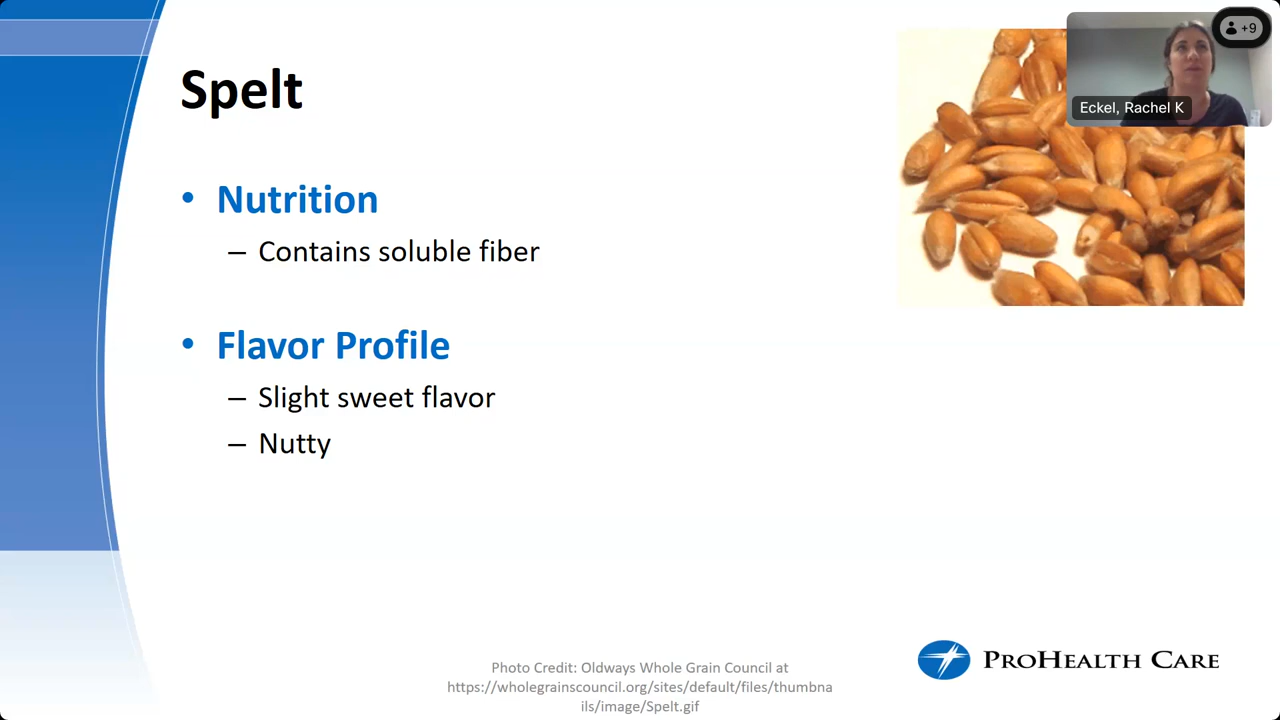 +9
Eckel, Rachel K
Spelt
• Nutrition
– Contains soluble fiber
• Flavor Profile
– Slight sweet flavor
– Nutty
Photo Credit: Oldways Whole Grain Council at
https://wholegrainscouncil.org/sites/default/files/thumbna
ils/image/Spelt.gif
PROHEALTH CARE